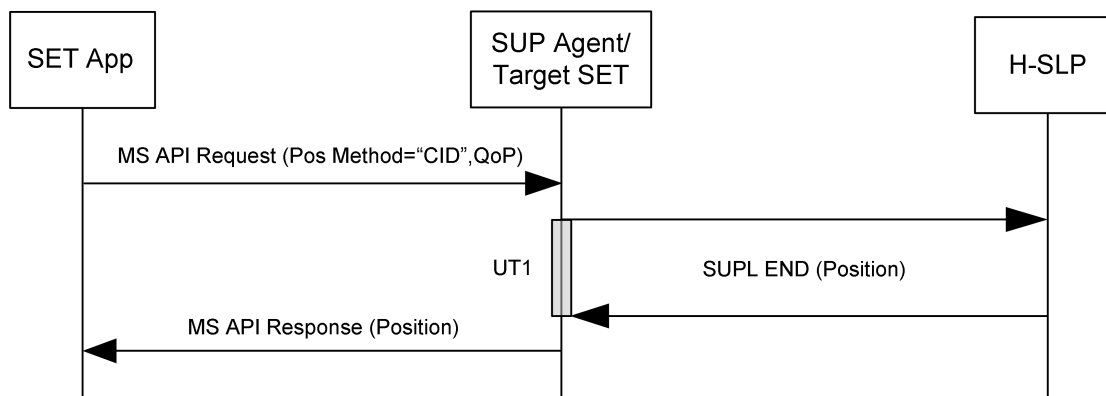 SET App
SUP Agent/
Target SET
H-SLP
MS API Request (Pos Method=“CID”,QoP)
UT1
SUPL END (Position)
MS API Response (Position)